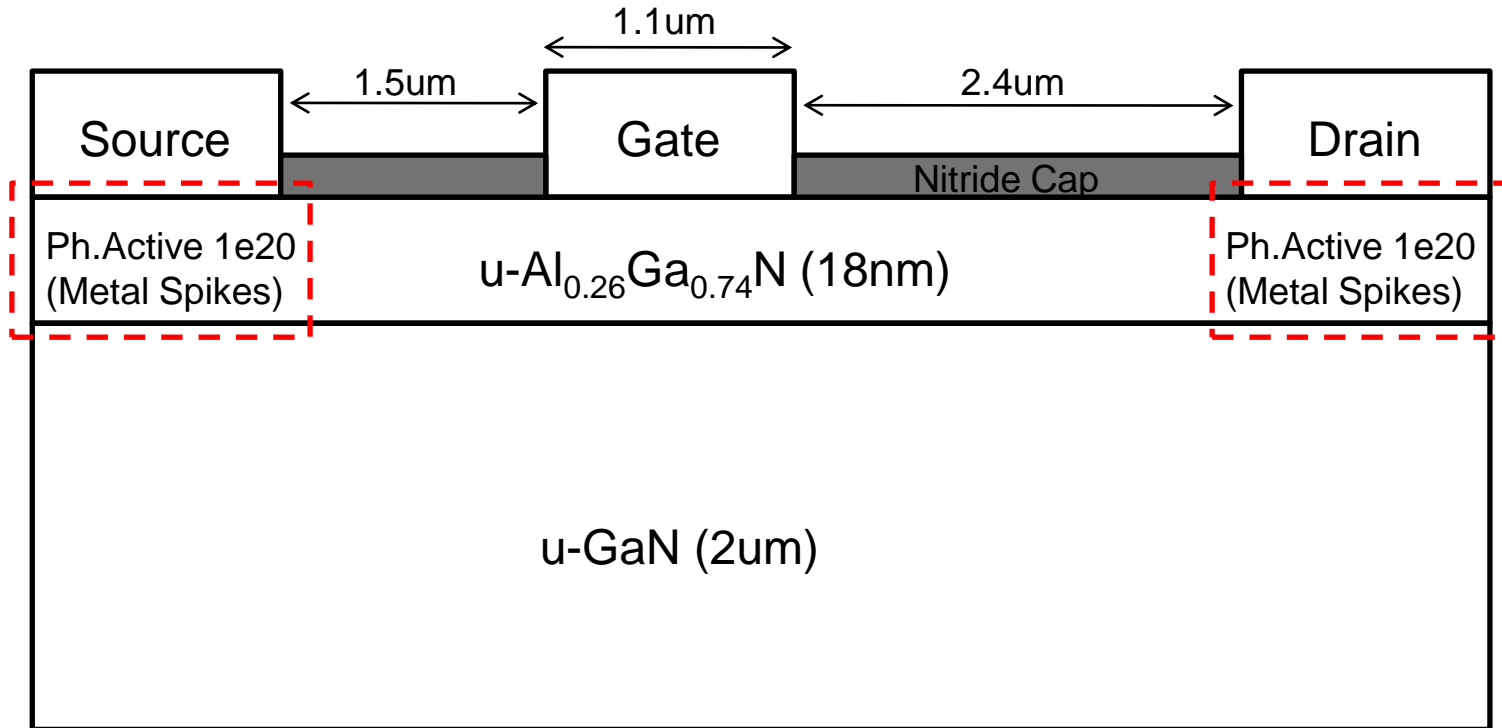 1.1um
1.5um
2.4um
Source
Gate
Drain
Nitride Cap
Ph.Active 1e20
(Metal Spikes)
u-Al0.26Ga0.74N (18nm)
Ph.Active 1e20
(Metal Spikes)
u-GaN (2um)